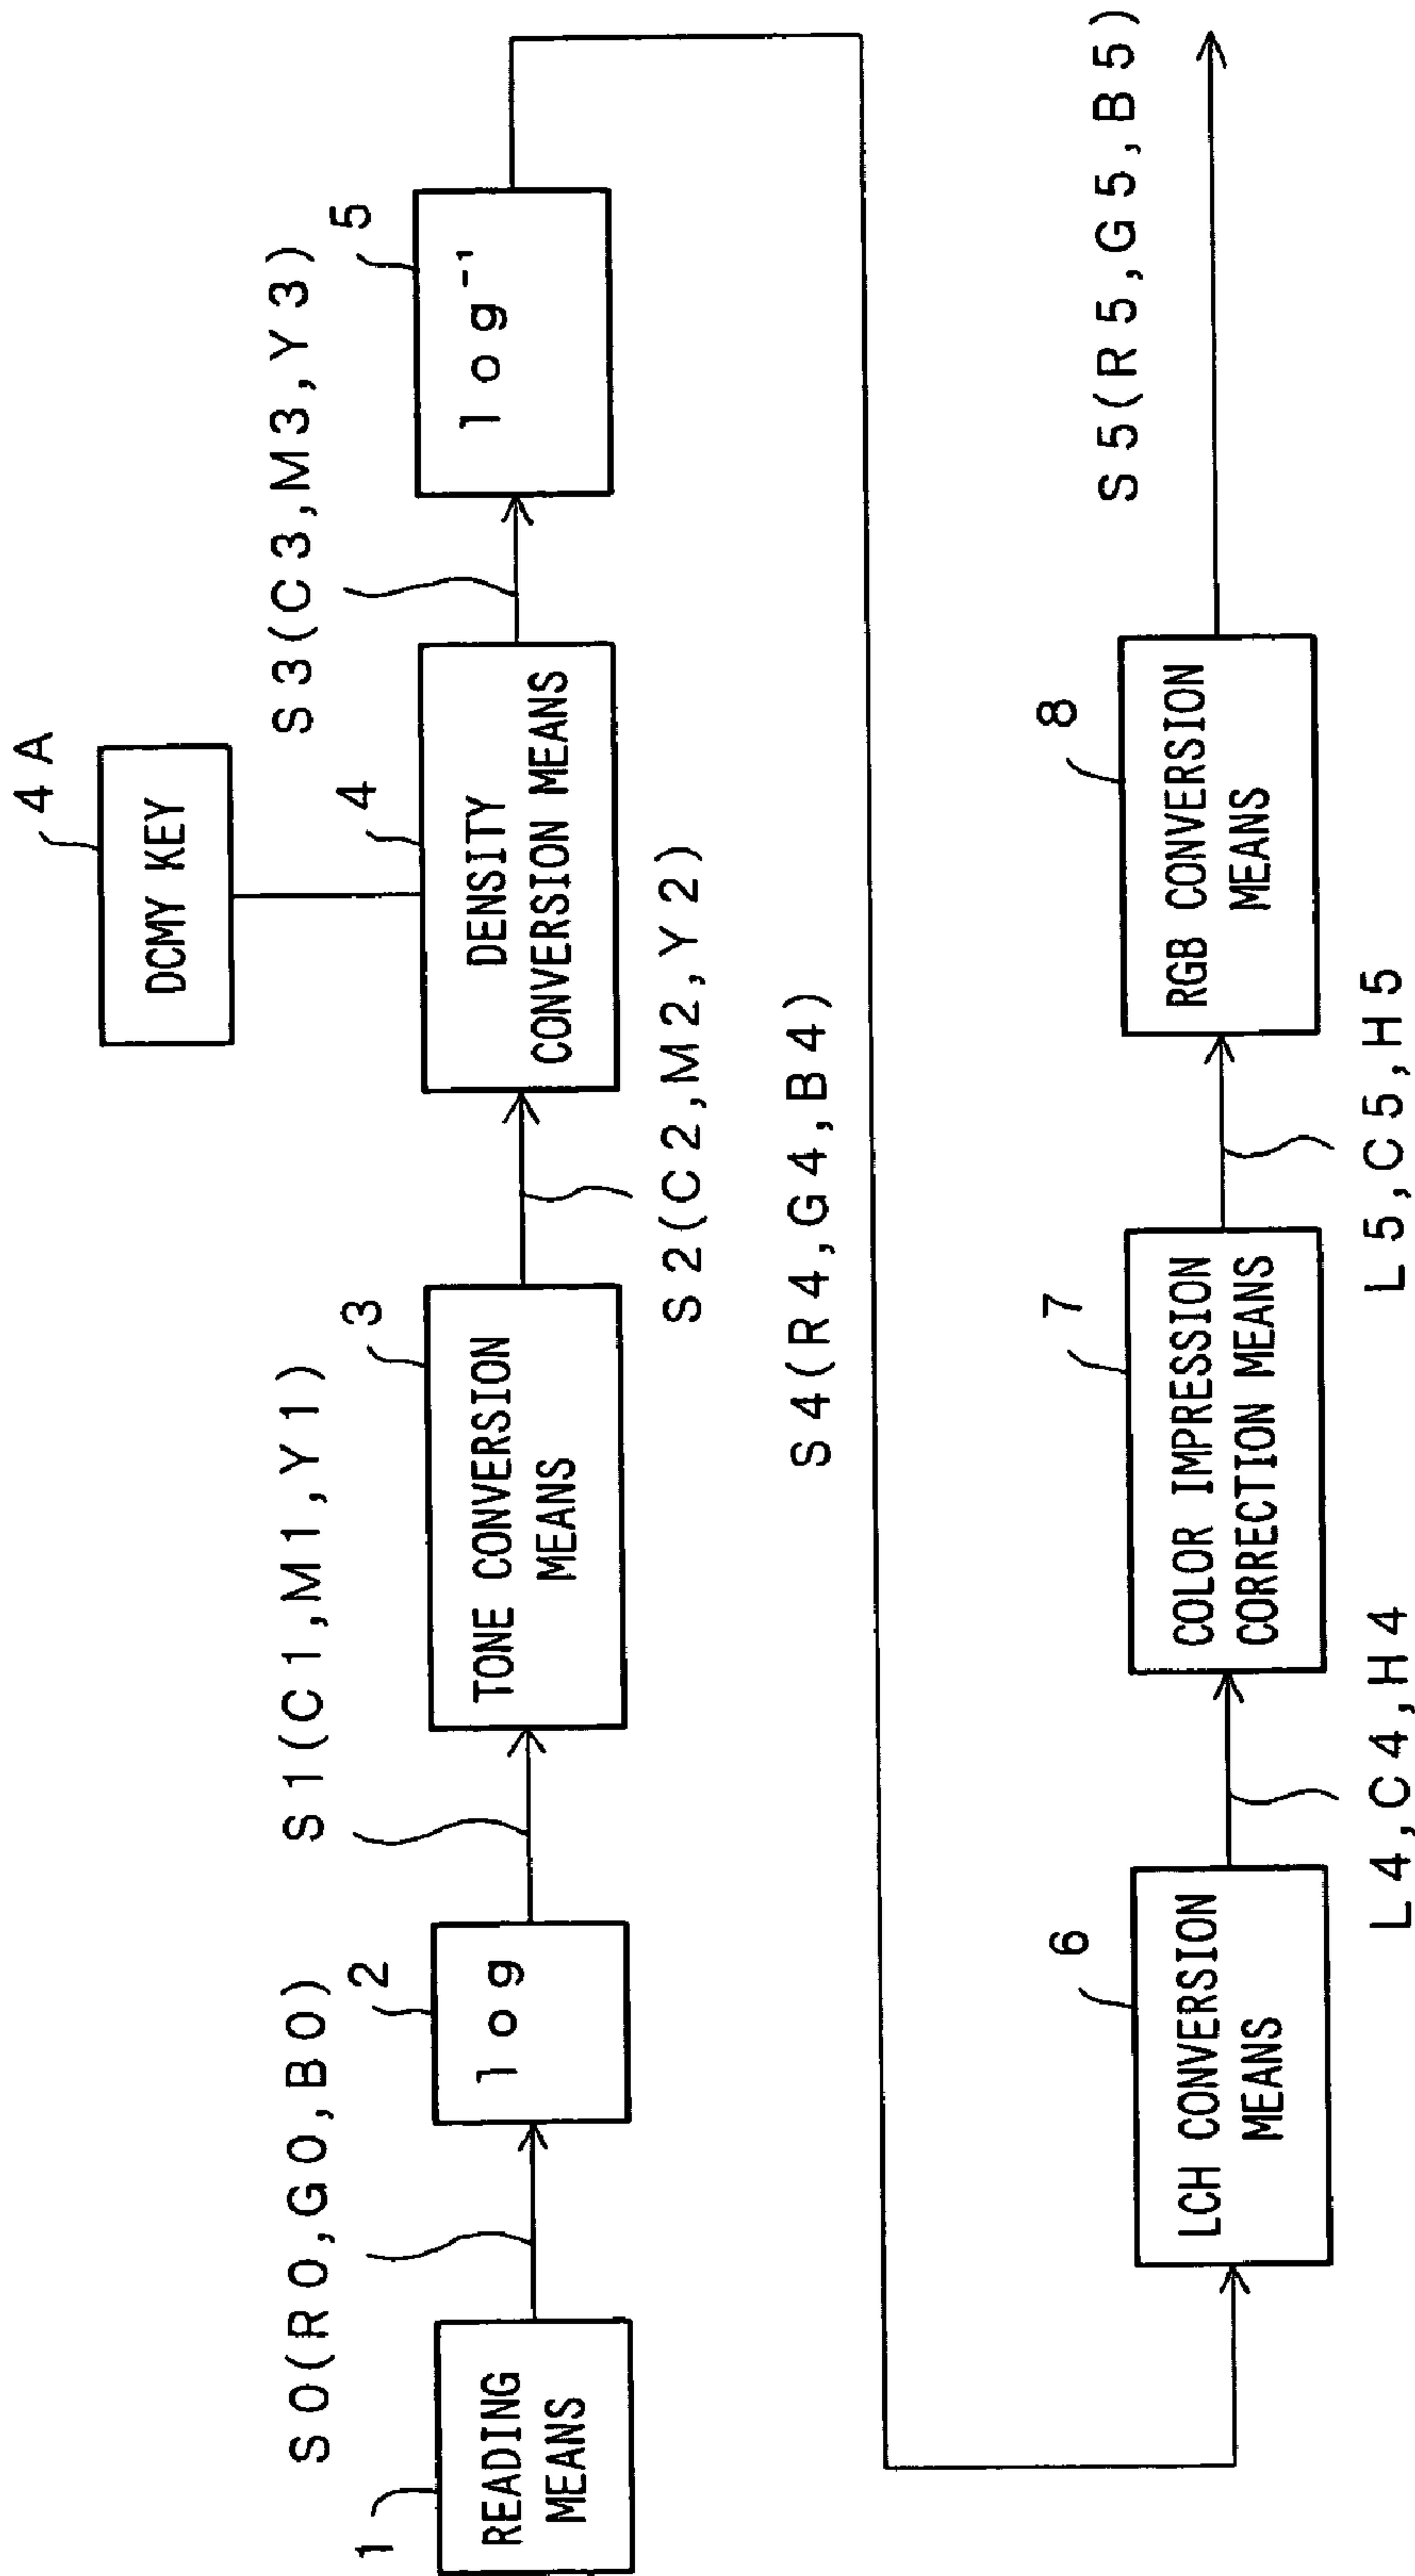 4A
DCMY KEY
S0(R0,G0,B0)
S1(C1,M1,Y1)
S3(C3,M3,Y3)
1
READING
MEANS
2
log
3
TONE CONVERSION
MEANS
4
DENSITY
CONVERSION MEANS
5
log⁻¹
S2(C2,M2,Y2)
S4(R4,G4,B4)
6
LCH CONVERSION
MEANS
7
COLOR IMPRESSION
CORRECTION MEANS
8
RGB CONVERSION
MEANS
S5(R5,G5,B5)
L4,C4,H4
L5,C5,H5